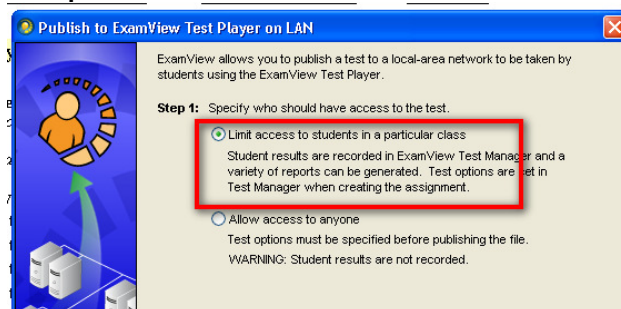 Publish to ExamView Test Player on LAN
ExamView allows you to publish a test to a local-area network to be taken by
students using the ExamView Test Player.
Step 1: Specify who should have access to the test.
Limit access to students in a particular class
Student results are recorded in ExamView Test Manager and a
variety of reports can be generated. Test options are set in
Test Manager when creating the assignment.
Allow access to anyone
Test options must be specified before publishing the file.
WARNING: Student results are not recorded.